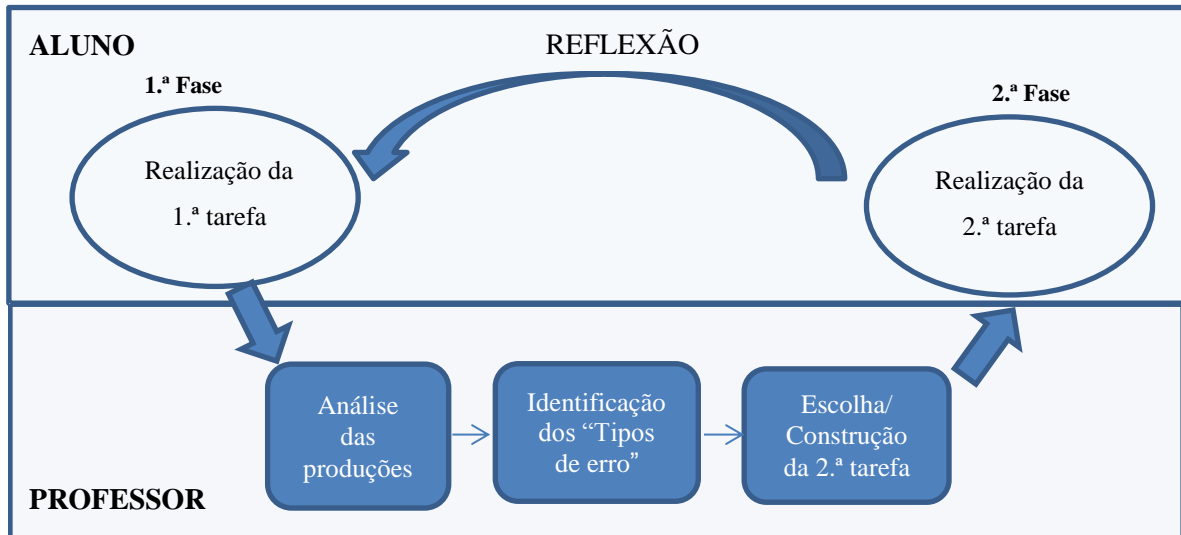 ALUNO
REFLEXÃO
1.ª Fase
2.ª Fase
Realização da
1.ª tarefa
Realização da
2.ª tarefa
Análise
das
produções
Identificação
dos “Tipos
de erro”
Escolha/
Construção
da 2.ª tarefa
PROFESSOR